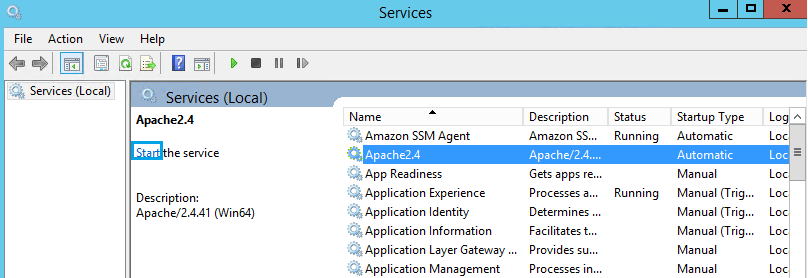 Services
File Action View Help
Services (Local)
Services (Local)
Apache2.4
Start the service
Description:
Apache/2.4.41 (Win64)
Name Description Status Startup Type Log
Amazon SSM Agent Amazon SS... Running Automatic Loc
Apache2.4 Apache/2.4.... Automatic Loc
App Readiness Gets apps re... Manual Loc
Application Experience Processes a... Running Manual (Trig... Loc
Application Identity Determines ... Manual (Trig... Loc
Application Information Facilitates t... Manual (Trig... Loc
Application Layer Gateway ... Provides su... Manual Loc
Application Management Processes in... Manual Loc